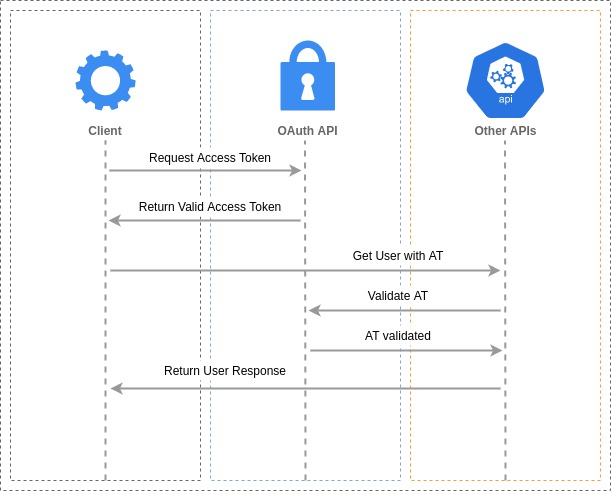 api
Client
OAuth API
Other APIs
Request Access Token
Return Valid Access Token
Get User with AT
Validate AT
AT validated
Return User Response